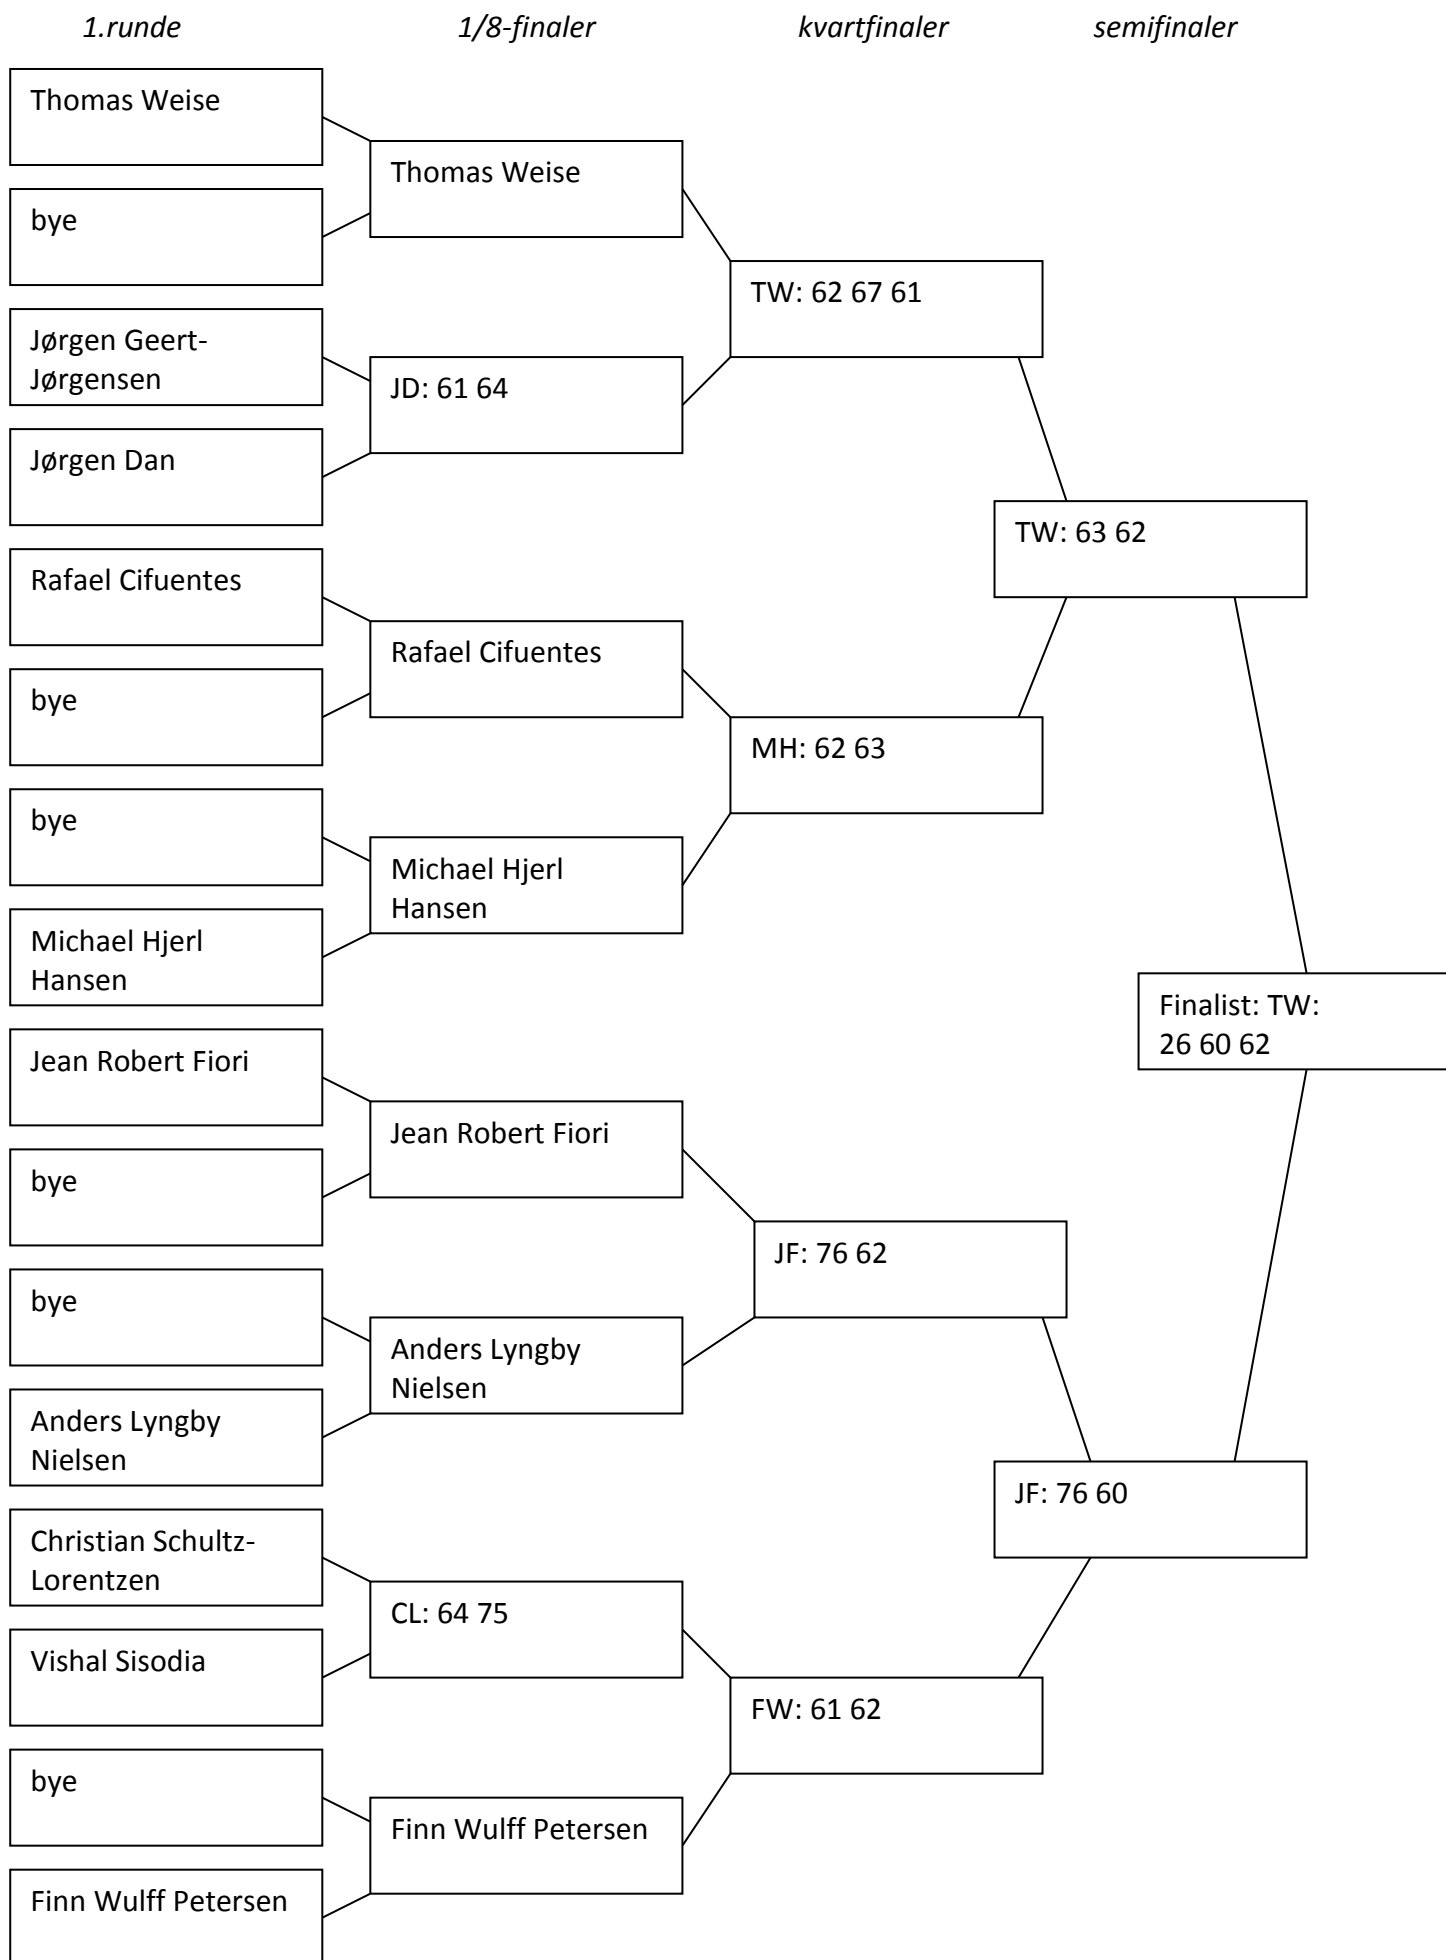 1.runde
1/8-finaler
kvartfinaler
semifinaler
Thomas Weise
bye
Jørgen Geert-
Jørgensen
Jørgen Dan
Rafael Cifuentes
bye
bye
Michael Hjerl
Hansen
Jean Robert Fiori
bye
bye
Anders Lyngby
Nielsen
Christian Schultz-
Lorentzen
Vishal Sisodia
bye
Finn Wulff Petersen
Thomas Weise
JD: 61 64
Rafael Cifuentes
Michael Hjerl
Hansen
Jean Robert Fiori
Anders Lyngby
Nielsen
CL: 64 75
Finn Wulff Petersen
TW: 62 67 61
MH: 62 63
JF: 76 62
FW: 61 62
TW: 63 62
JF: 76 60
Finalist: TW:
26 60 62